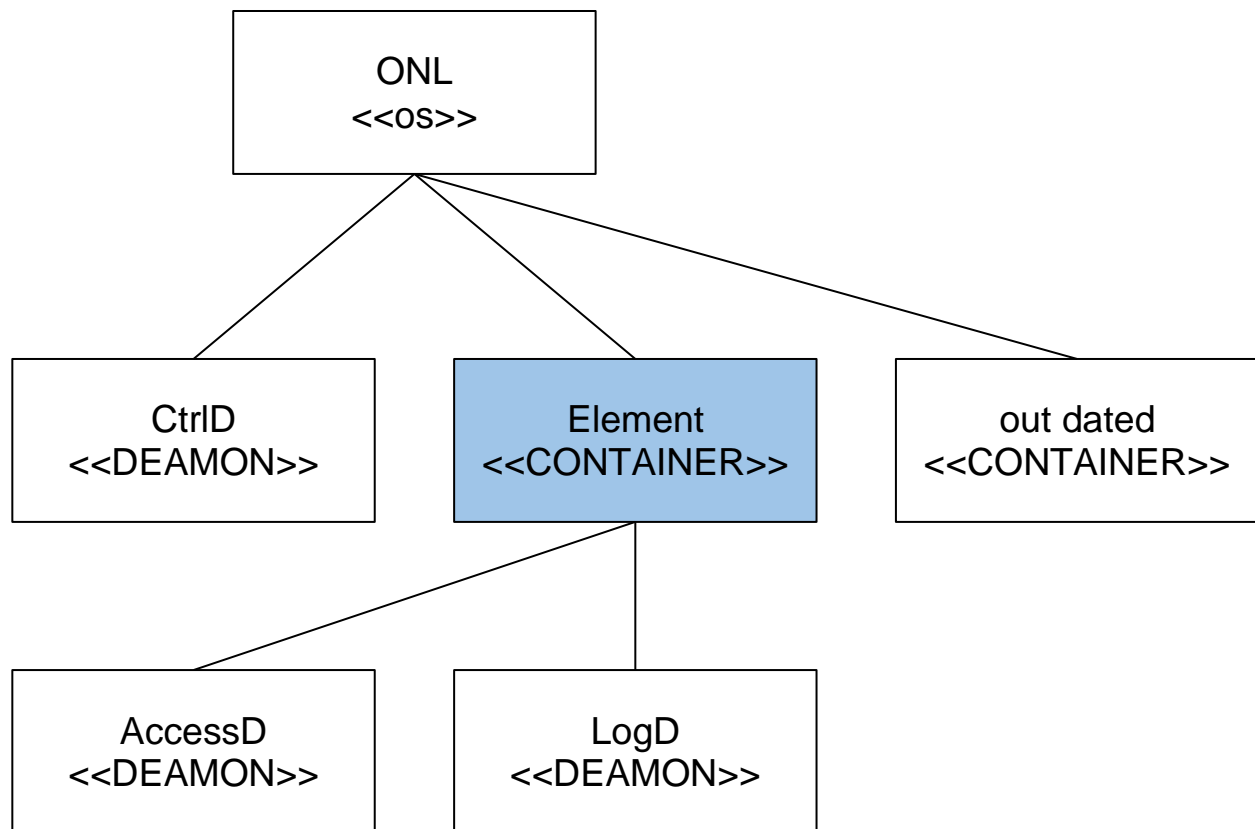 ONL
<<os>>
CtrlD
<<DEAMON>>
Element
<<CONTAINER>>
out dated
<<CONTAINER>>
AccessD
<<DEAMON>>
LogD
<<DEAMON>>